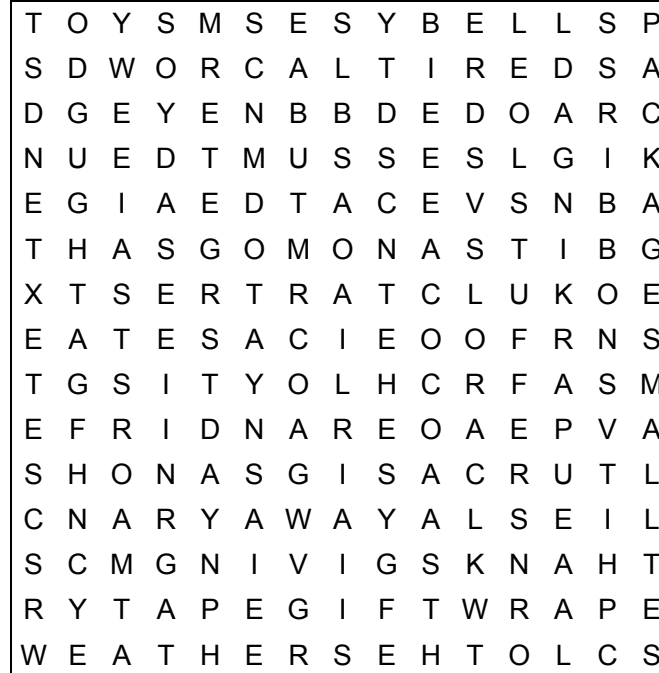 T O Y S M S E S Y B E L L S P
S D W O R C A L T I R E D S A
D G E Y E N B B D E D O A R C
N U E D T M U S S E S L G I K
E G I A E D T A C E V S N B A
T H A S G O M O N A S T I B G
X T S E R T R A T C L U K O E
E A T E S A C I E O O F R N S
T G S I T Y O L H C R F A S M
E F R I D N A R E O A E P V A
S H O N A S G I S A C R U T L
C N A R Y A W A Y A L S E I L
S C M G N I V I G S K N A H T
R Y T A P E G I F T W R A P E
W E A T H E R S E H T O L C S